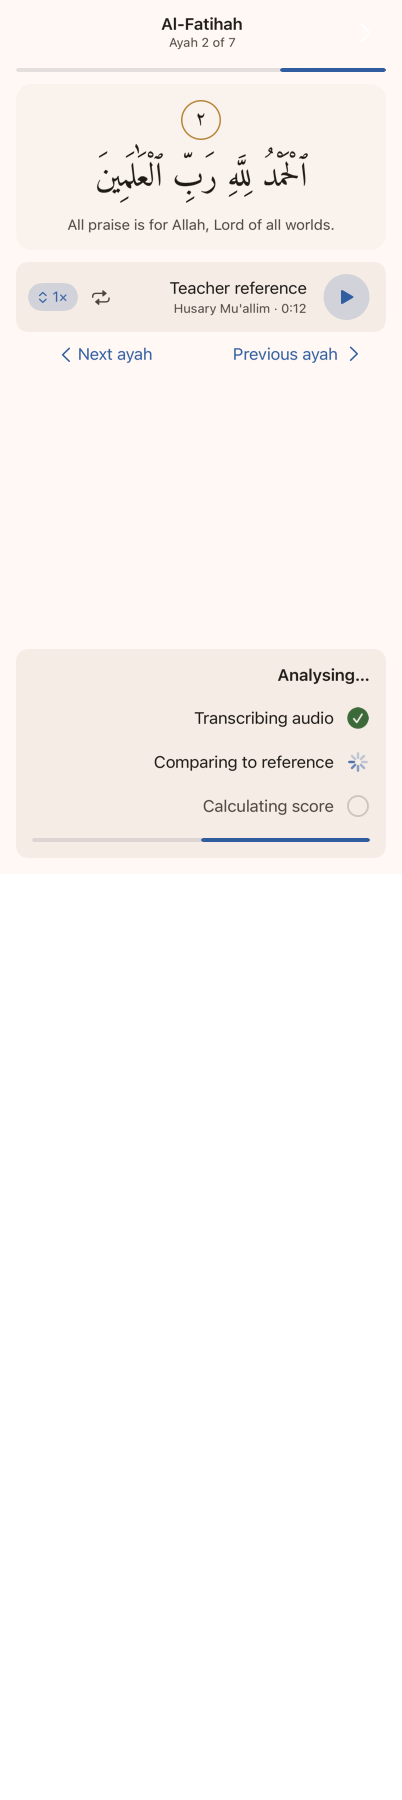 Al-Fatihah
Ayah 2 of 7
٢
ٱلْحَمْدُ لِلَّهِ رَبِّ ٱلْعَٰلَمِينَ
All praise is for Allah, Lord of all worlds.
Teacher reference
Husary Mu'allim · 0:12
1×
Previous ayah
Next ayah
Analysing...
Transcribing audio
Comparing to reference
Calculating score